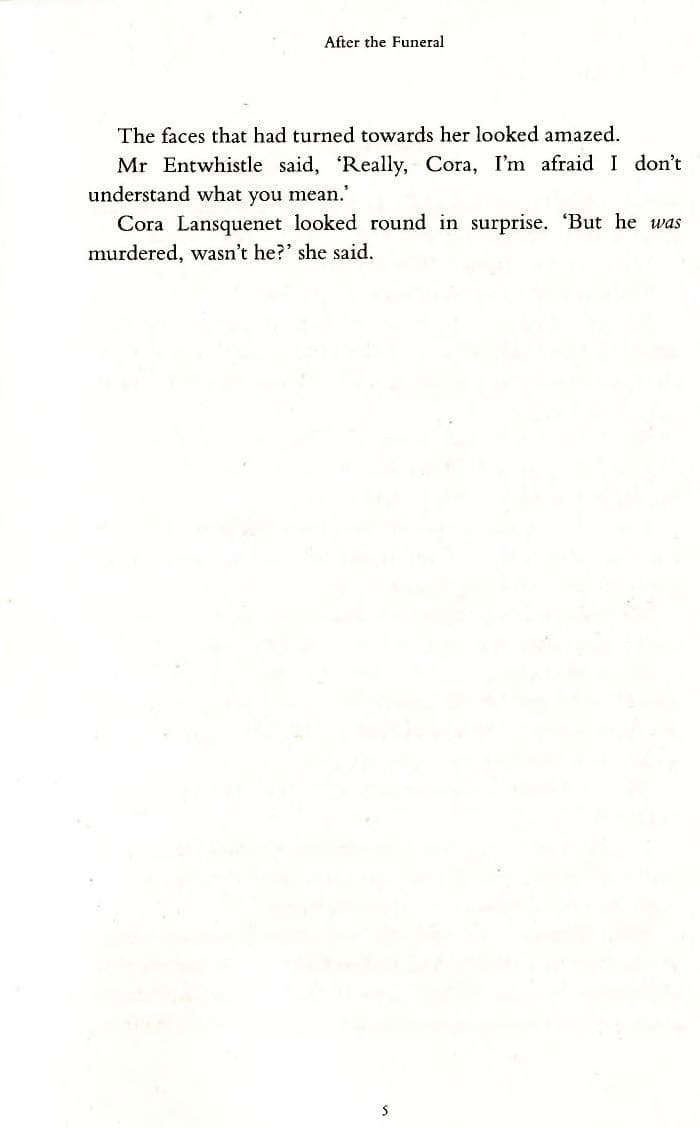 After the Funeral
The faces that had turned towards her looked amazed.
Mr Entwhistle said, ‘Really, Cora, I’m afraid I don’t
understand what you mean.’
Cora Lansquenet looked round in surprise. ‘But he was
murdered, wasn’t he?’ she said.
5